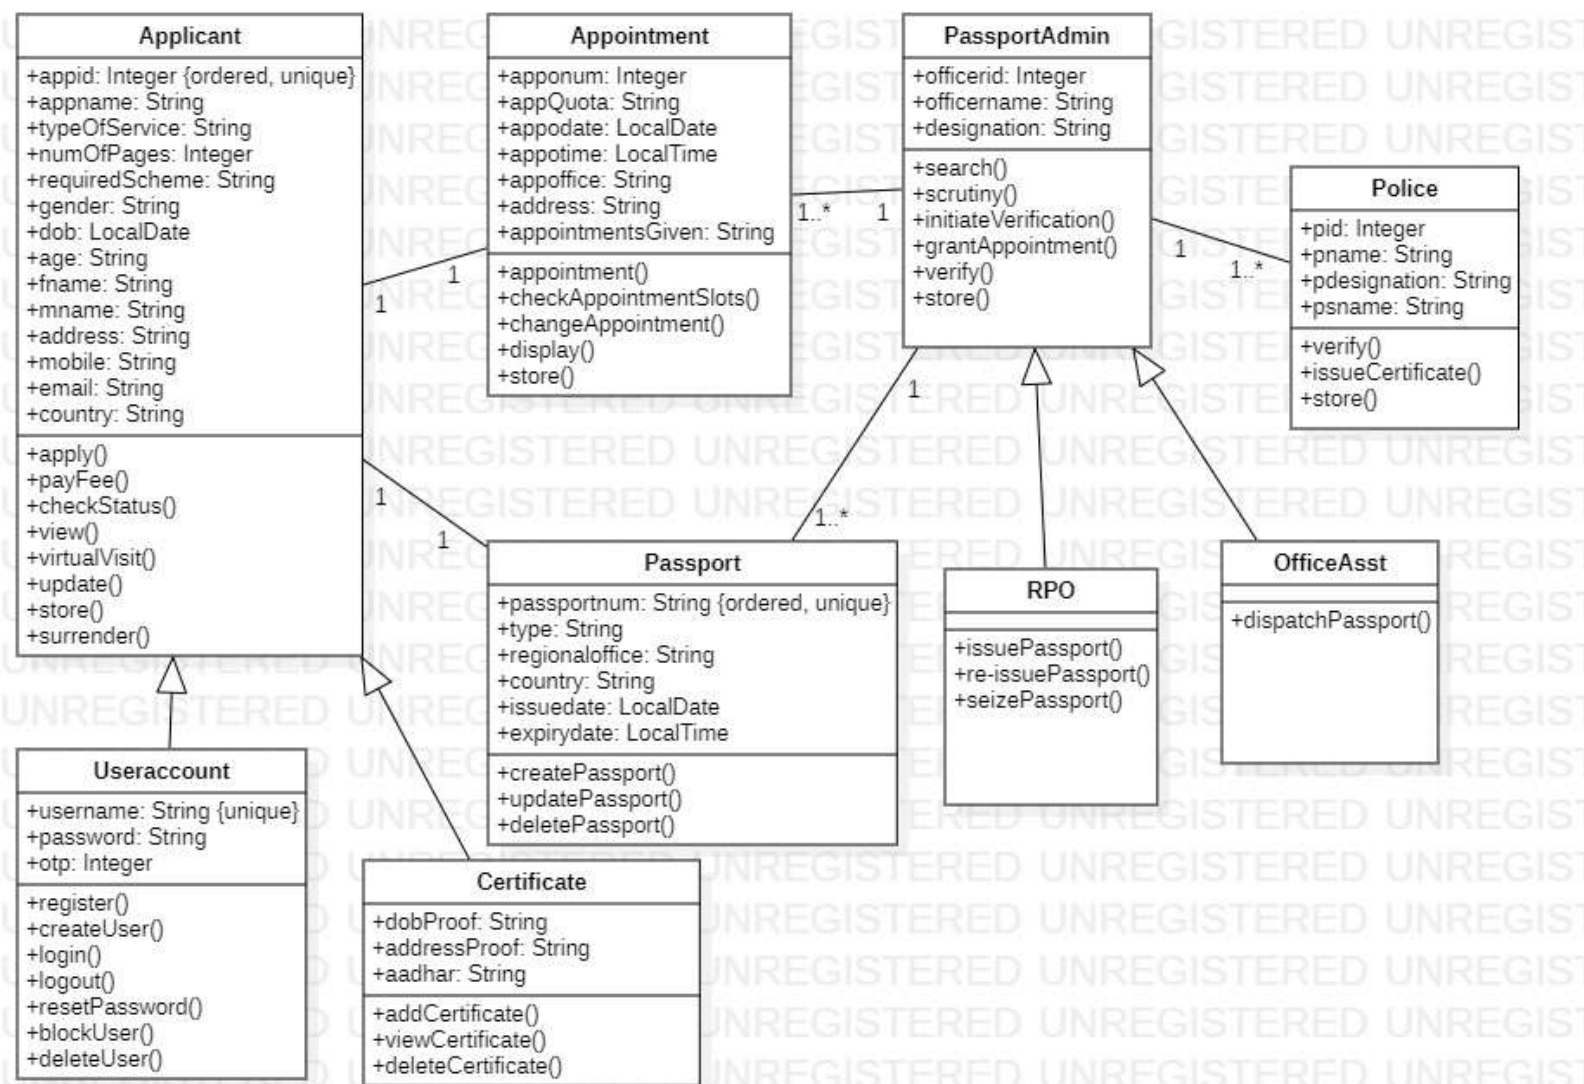 Applicant
+appid: Integer {ordered, unique}
+appname: String
+typeOfService: String
+numOfPages: Integer
+requiredScheme: String
+gender: String
+dob: LocalDate
+age: String
+fname: String
+mname: String
+address: String
+mobile: String
+email: String
+country: String
+apply()
+payFee()
+checkStatus()
+view()
+virtualVisit()
+update()
+store()
+surrender()
Appointment
+apponum: Integer
+appQuota: String
+appodate: LocalDate
+appotime: LocalTime
+appoffice: String
+address: String
+appointmentsGiven: String
+appointment()
+checkAppointmentSlots()
+changeAppointment()
+display()
+store()
PassportAdmin
+officerid: Integer
+officername: String
+designation: String
+search()
+scrutiny()
+initiateVerification()
+grantAppointment()
+verify()
+store()
Police
+pid: Integer
+pname: String
+pdesignation: String
+psname: String
+verify()
+issueCertificate()
+store()
1
1
1..*
1
1
1..*
1
1..*
1
1
Passport
+passportnum: String {ordered, unique}
+type: String
+regionaloffice: String
+country: String
+issuedate: LocalDate
+expirydate: LocalTime
+createPassport()
+updatePassport()
+deletePassport()
RPO
+issuePassport()
+re-issuePassport()
+seizePassport()
OfficeAsst
+dispatchPassport()
Useraccount
+username: String {unique}
+password: String
+otp: Integer
+register()
+createUser()
+login()
+logout()
+resetPassword()
+blockUser()
+deleteUser()
Certificate
+dobProof: String
+addressProof: String
+aadhar: String
+addCertificate()
+viewCertificate()
+deleteCertificate()
UNREGISTERED